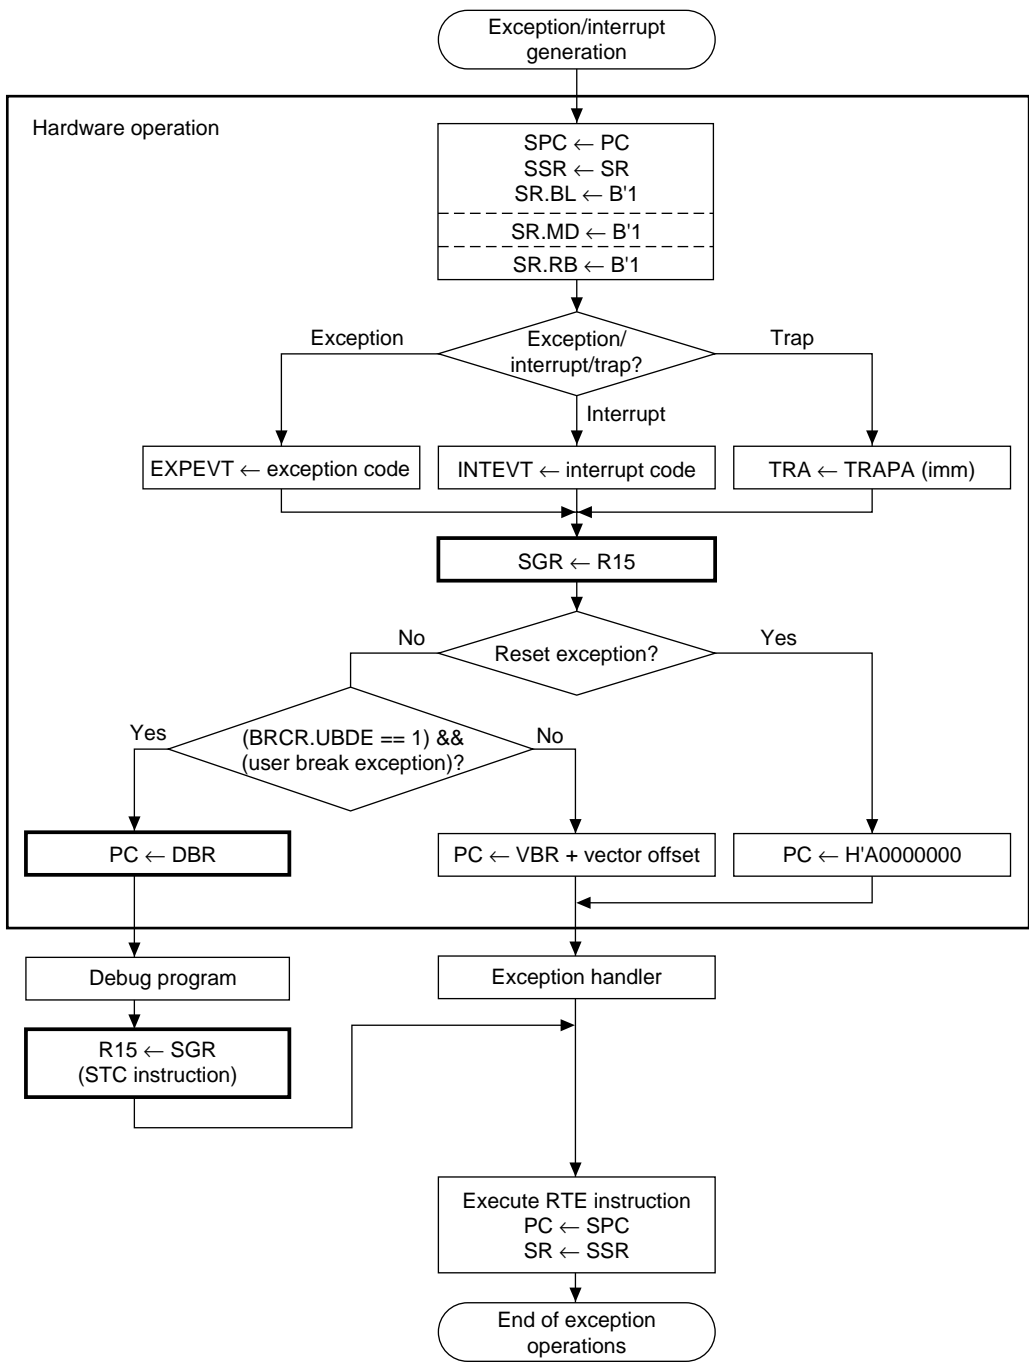 Exception/interrupt
generation
Hardware operation
SPC ← PC
SSR ← SR
SR.BL ← B'1
SR.MD ← B'1
SR.RB ← B'1
Exception
Exception/
interrupt/trap?
Trap
Interrupt
EXPEVT ← exception code
INTEVT ← interrupt code
TRA ← TRAPA (imm)
SGR ← R15
No
Reset exception?
Yes
Yes
(BRCR.UBDE == 1) &&
(user break exception)?
No
PC ← DBR
PC ← VBR + vector offset
PC ← H'A0000000
Debug program
Exception handler
R15 ← SGR
(STC instruction)
Execute RTE instruction
PC ← SPC
SR ← SSR
End of exception
operations